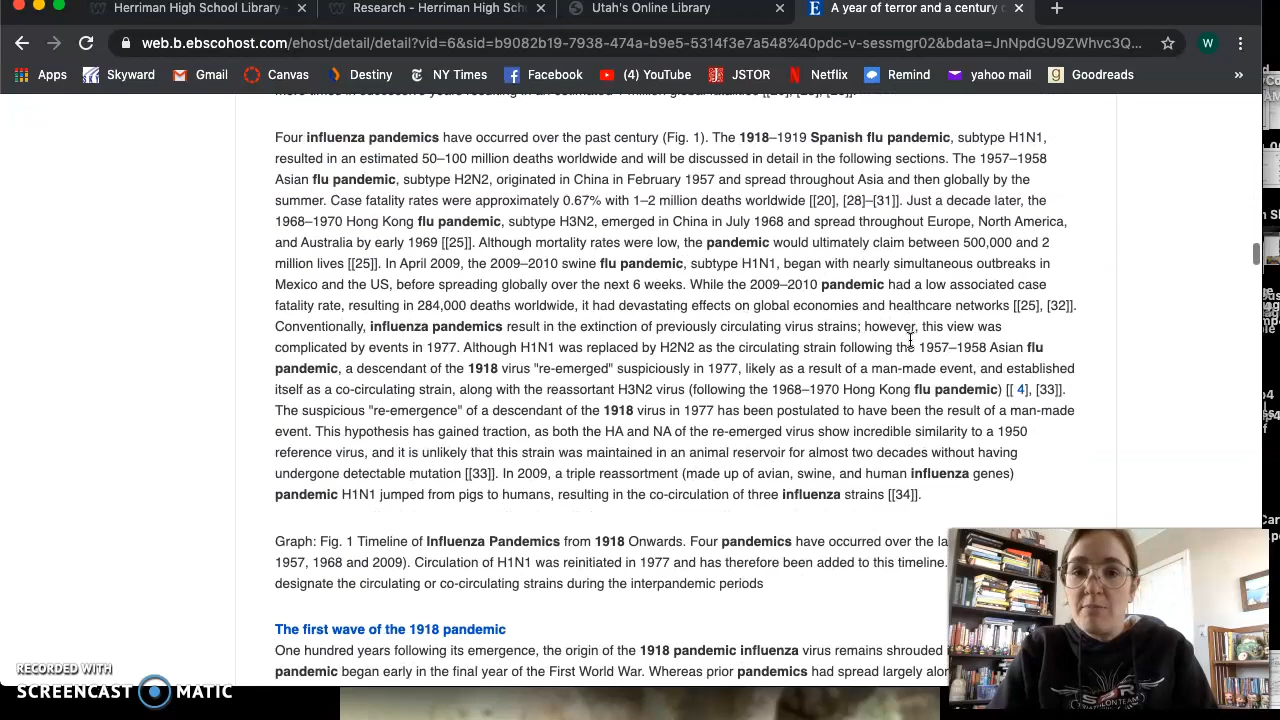 Herriman High School Library -
Research - Herriman High Sch
Utah's Online Library
A year of terror and a century
web.b.ebscohost.com/ehost/detail/detail?vid=6&sid=b9082b19-7938-474a-b9e5-5314f3e7a548%40pdc-v-sessmgr02&bdata=JnNpdGU9ZWhvc3Q...
W
Apps Skyward Gmail Canvas Destiny NY Times Facebook (4) YouTube JSTOR Netflix Remind yahoo mail Goodreads »
Four influenza pandemics have occurred over the past century (Fig. 1). The 1918–1919 Spanish flu pandemic, subtype H1N1,
resulted in an estimated 50–100 million deaths worldwide and will be discussed in detail in the following sections. The 1957–1958
Asian flu pandemic, subtype H2N2, originated in China in February 1957 and spread throughout Asia and then globally by the
summer. Case fatality rates were approximately 0.67% with 1–2 million deaths worldwide [[20], [28]–[31]]. Just a decade later, the
1968–1970 Hong Kong flu pandemic, subtype H3N2, emerged in China in July 1968 and spread throughout Europe, North America,
and Australia by early 1969 [[25]]. Although mortality rates were low, the pandemic would ultimately claim between 500,000 and 2
million lives [[25]]. In April 2009, the 2009–2010 swine flu pandemic, subtype H1N1, began with nearly simultaneous outbreaks in
Mexico and the US, before spreading globally over the next 6 weeks. While the 2009–2010 pandemic had a low associated case
fatality rate, resulting in 284,000 deaths worldwide, it had devastating effects on global economies and healthcare networks [[25], [32]].
Conventionally, influenza pandemics result in the extinction of previously circulating virus strains; however, this view was
complicated by events in 1977. Although H1N1 was replaced by H2N2 as the circulating strain following the 1957–1958 Asian flu
pandemic, a descendant of the 1918 virus "re-emerged" suspiciously in 1977, likely as a result of a man-made event, and established
itself as a co-circulating strain, along with the reassortant H3N2 virus (following the 1968–1970 Hong Kong flu pandemic) [[ 4], [33]].
The suspicious "re-emergence" of a descendant of the 1918 virus in 1977 has been postulated to have been the result of a man-made
event. This hypothesis has gained traction, as both the HA and NA of the re-emerged virus show incredible similarity to a 1950
reference virus, and it is unlikely that this strain was maintained in an animal reservoir for almost two decades without having
undergone detectable mutation [[33]]. In 2009, a triple reassortment (made up of avian, swine, and human influenza genes)
pandemic H1N1 jumped from pigs to humans, resulting in the co-circulation of three influenza strains [[34]].
Graph: Fig. 1 Timeline of Influenza Pandemics from 1918 Onwards. Four pandemics have occurred over the la
1957, 1968 and 2009). Circulation of H1N1 was reinitiated in 1977 and has therefore been added to this timeline.
designate the circulating or co-circulating strains during the interpandemic periods
The first wave of the 1918 pandemic
One hundred years following its emergence, the origin of the 1918 pandemic influenza virus remains shrouded
pandemic began early in the final year of the First World War. Whereas prior pandemics had spread largely alon
RECORDED WITH
SCREENCAST MATIC